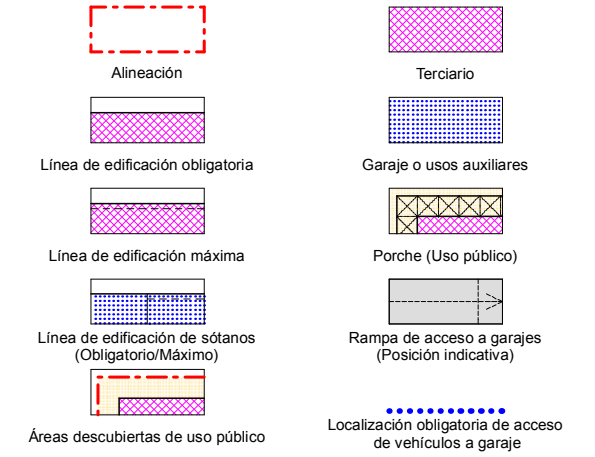 Alineación
Terciario
Línea de edificación obligatoria
Garaje o usos auxiliares
Línea de edificación máxima
Porche (Uso público)
Línea de edificación de sótanos
(Obligatorio/Máximo)
Rampa de acceso a garajes
(Posición indicativa)
Áreas descubiertas de uso público
Localización obligatoria de acceso
de vehículos a garaje